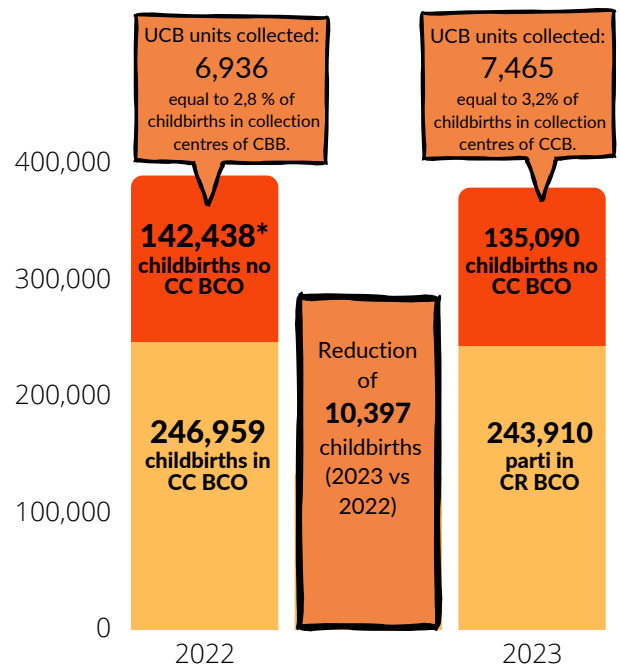 UCB units collected:
6,936
equal to 2,8 % of
childbirths in collection
centres of CBB.
UCB units collected:
7,465
equal to 3,2% of
childbirths in collection
centres of CCB.
400,000
300,000
200,000
100,000
0
142,438*
childbirths no
CC BCO
246,959
childbirths in
CC BCO
Reduction
of
10,397
childbirths
(2023 vs
2022)
135,090
childbirths no
CC BCO
243,910
parti in
CR BCO
2022
2023